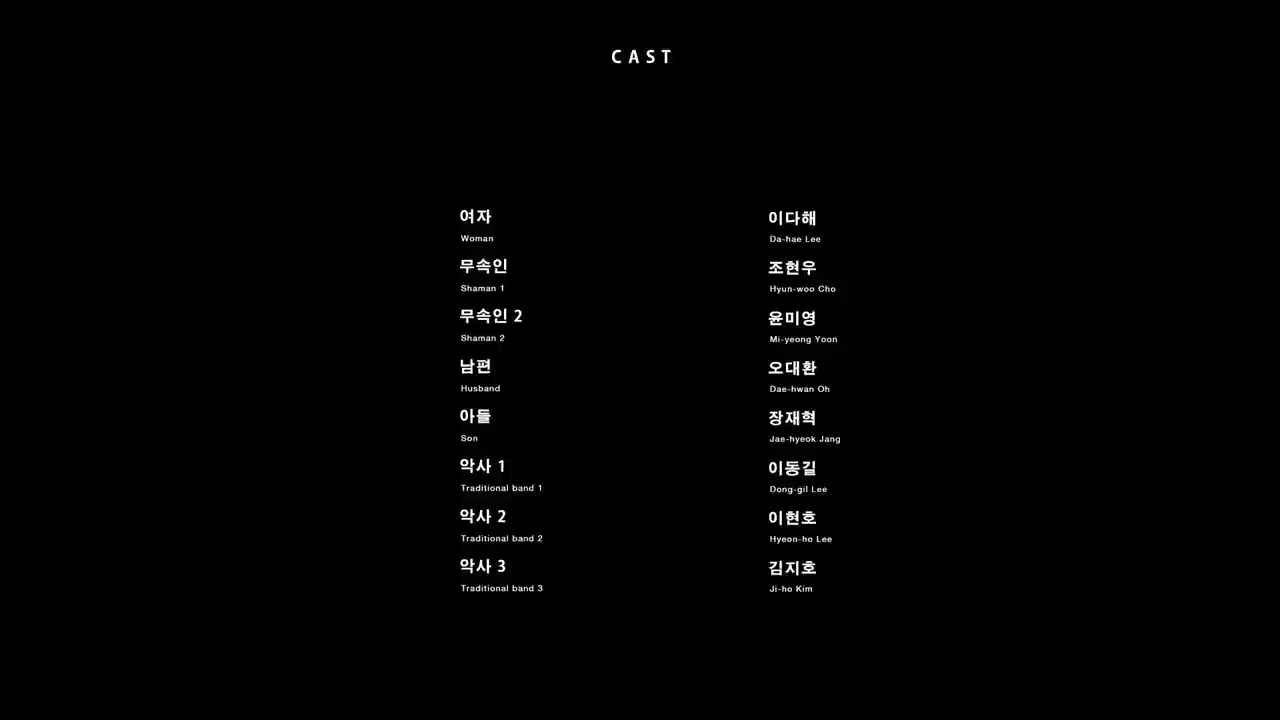 CAST
여자 이다해
Woman Da-hae Lee
무속인 조현우
Shaman 1 Hyun-woo Cho
무속인 2 윤미영
Shaman 2 Mi-yeong Yoon
남편 오대환
Husband Dae-hwan Oh
아들 장재혁
Son Jae-hyeok Jang
악사 1 이동길
Traditional band 1 Dong-gil Lee
악사 2 이현호
Traditional band 2 Hyeon-ho Lee
악사 3 김지호
Traditional band 3 Ji-ho Kim